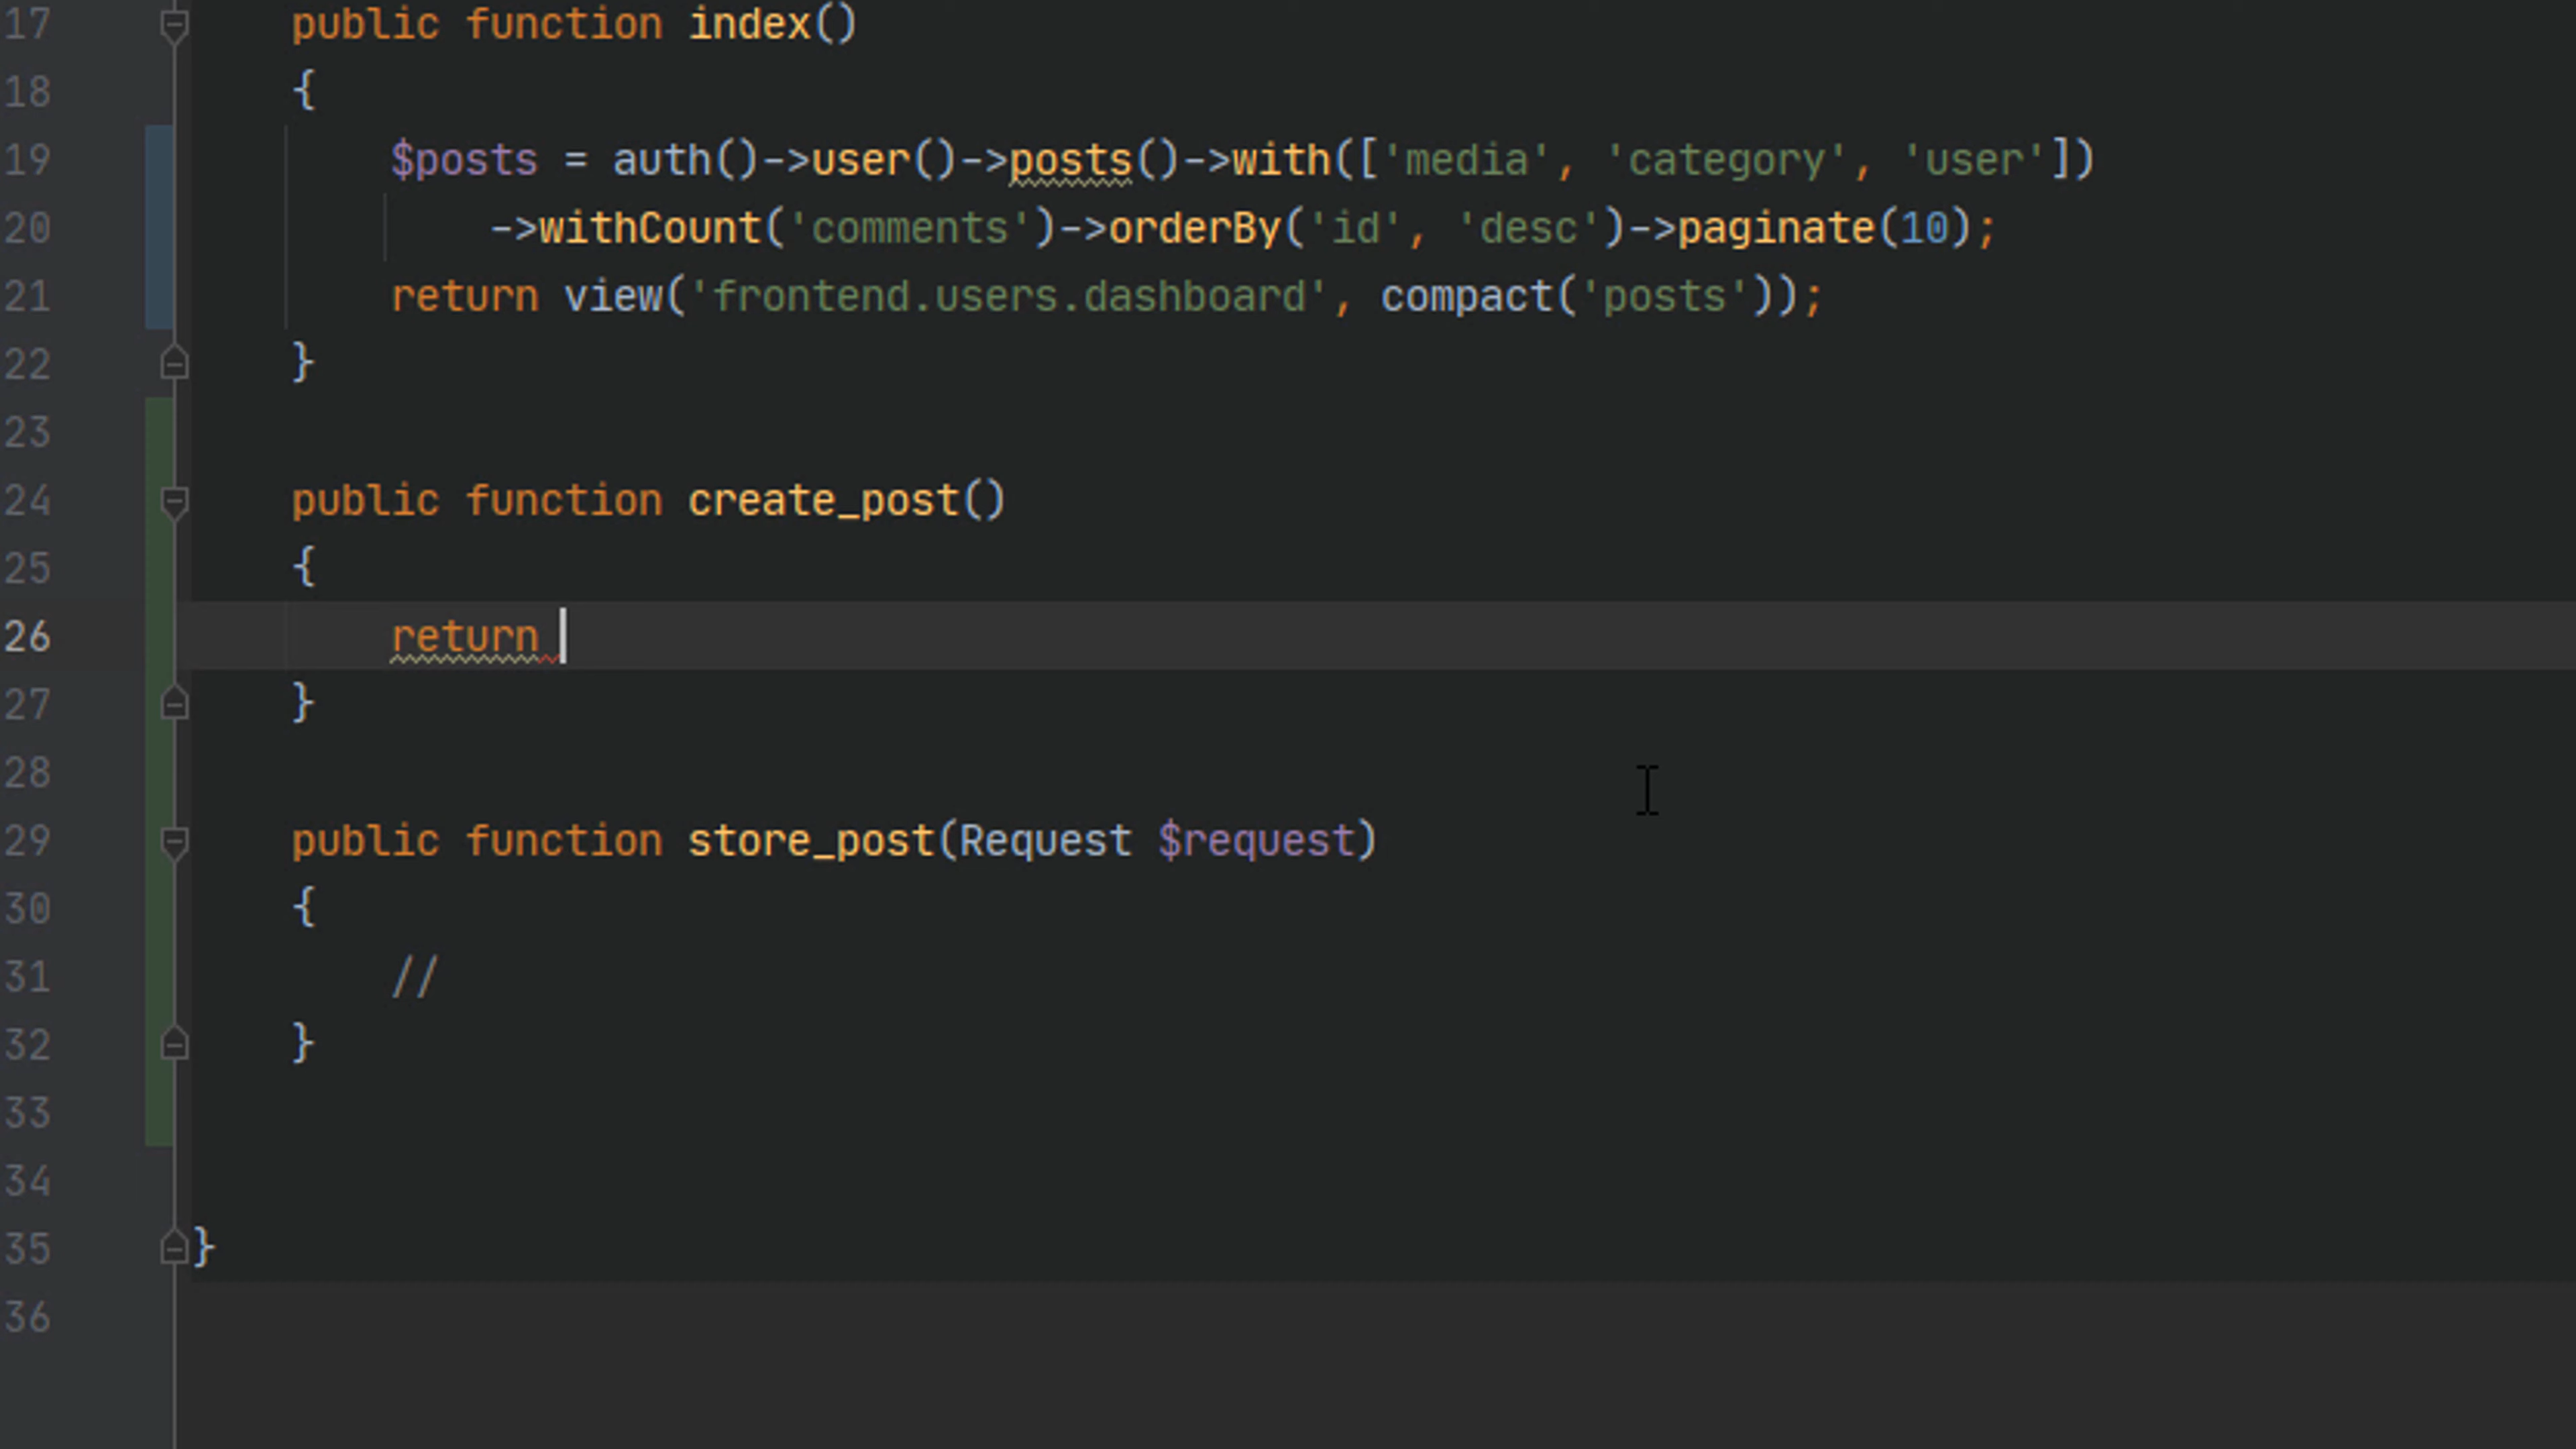 17 public function index()
18 {
19 $posts = auth()->user()->posts()->with(['media', 'category', 'user'])
20 ->withCount('comments')->orderBy('id', 'desc')->paginate(10);
21 return view('frontend.users.dashboard', compact('posts'));
22 }
23
24 public function create_post()
25 {
26 return
27 }
28
29 public function store_post(Request $request)
30 {
31 //
32 }
33
34
35 }
36